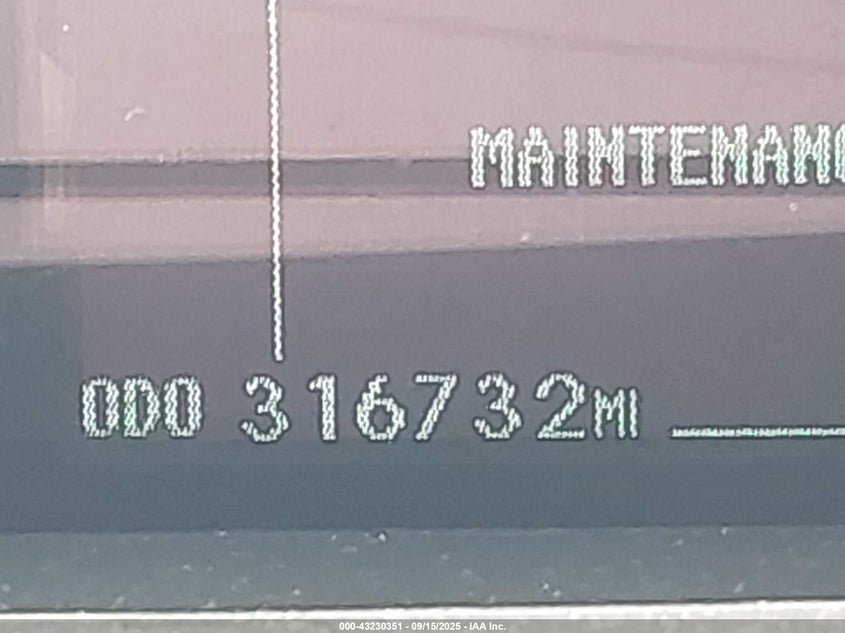 MAINTENANC
ODO 316732MI
000-43230351 - 09/15/2025 - IAA Inc.